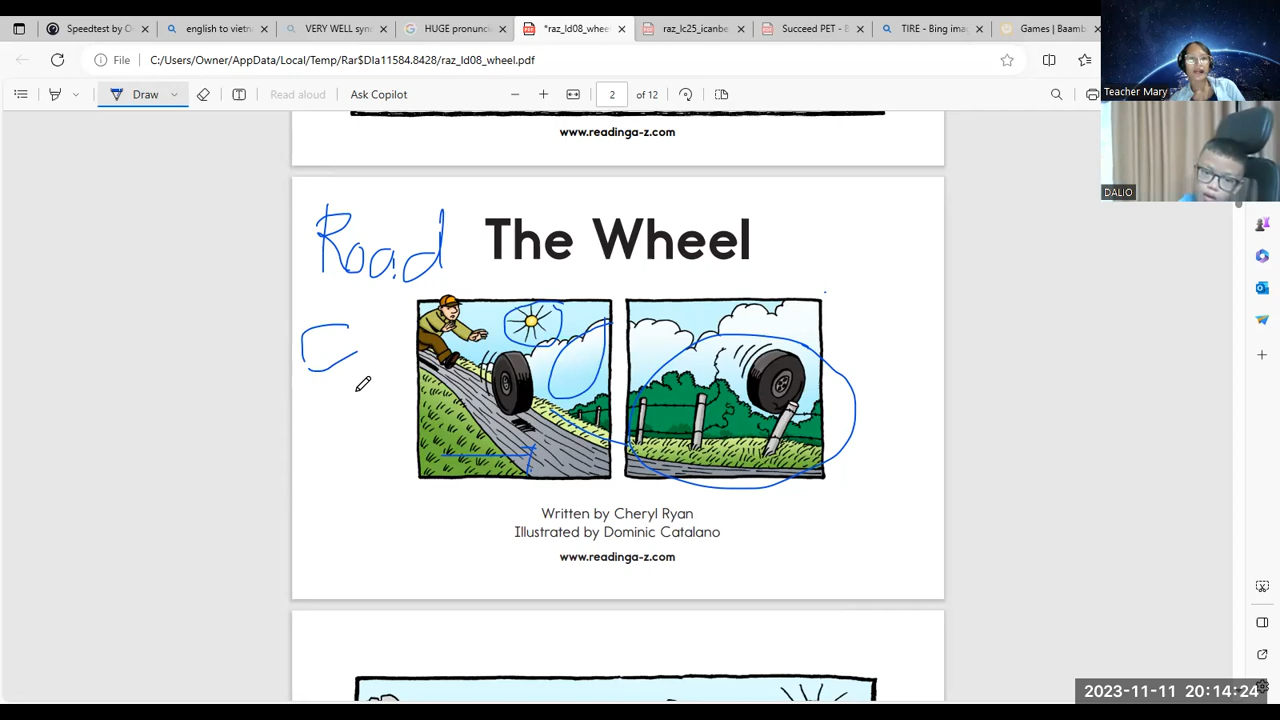 Speedtest by O
english to vietn
VERY WELL syn
HUGE pronunci
*raz_ld08_whee
raz_lc25_icanbe
Succeed PET - 8
TIRE - Bing ima
Games | Baamb
File C:/Users/Owner/AppData/Local/Temp/Rar$DIa11584.8428/raz_ld08_wheel.pdf
Draw
Read aloud
Ask Copilot
2 of 12
Teacher Mary
DALIO
www.readinga-z.com
Road
The Wheel
Written by Cheryl Ryan
Illustrated by Dominic Catalano
www.readinga-z.com
2023-11-11 20:14:24